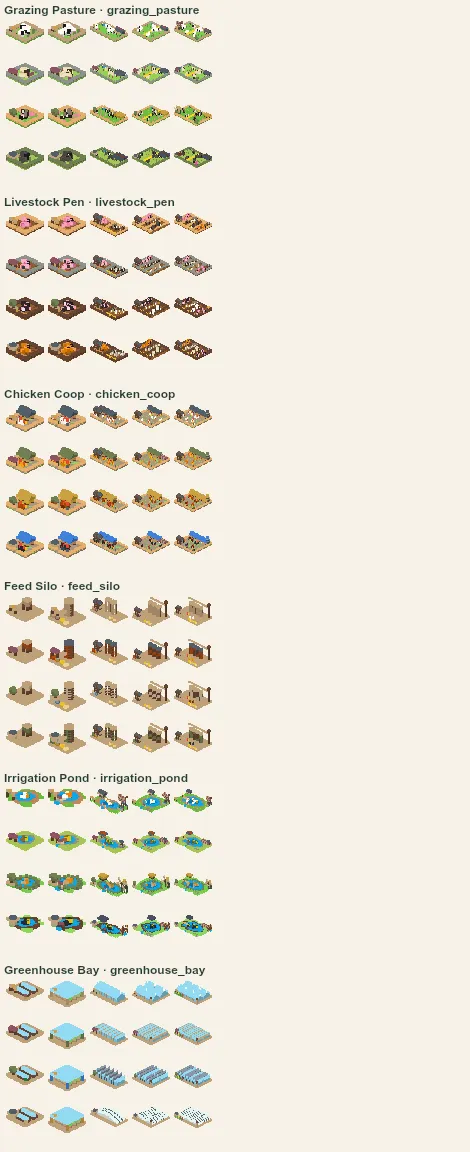 Grazing Pasture · grazing_pasture
Livestock Pen · livestock_pen
Chicken Coop · chicken_coop
Feed Silo · feed_silo
Irrigation Pond · irrigation_pond
Greenhouse Bay · greenhouse_bay